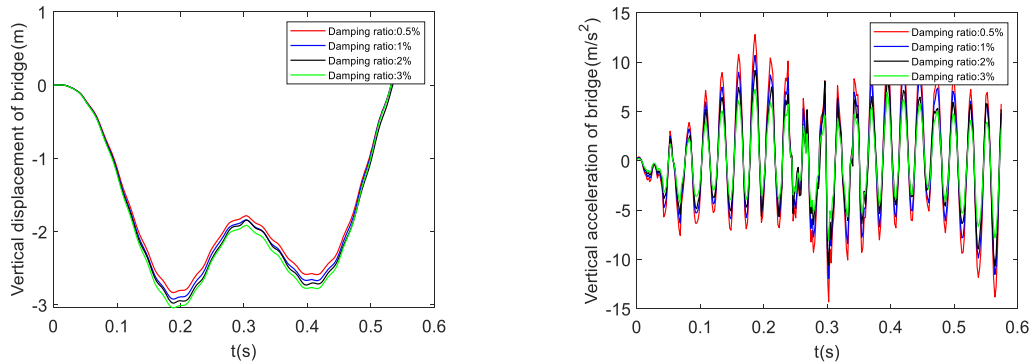 1
0
-1
-2
-3
0
0.1
0.2
0.3
0.4
0.5
0.6
t(s)
Vertical displacement of bridge(m)
Damping ratio:0.5%
Damping ratio:1%
Damping ratio:2%
Damping ratio:3%
15
10
5
0
-5
-10
-15
0
0.1
0.2
0.3
0.4
0.5
0.6
t(s)
Vertical acceleration of bridge(m/s²)
Damping ratio:0.5%
Damping ratio:1%
Damping ratio:2%
Damping ratio:3%